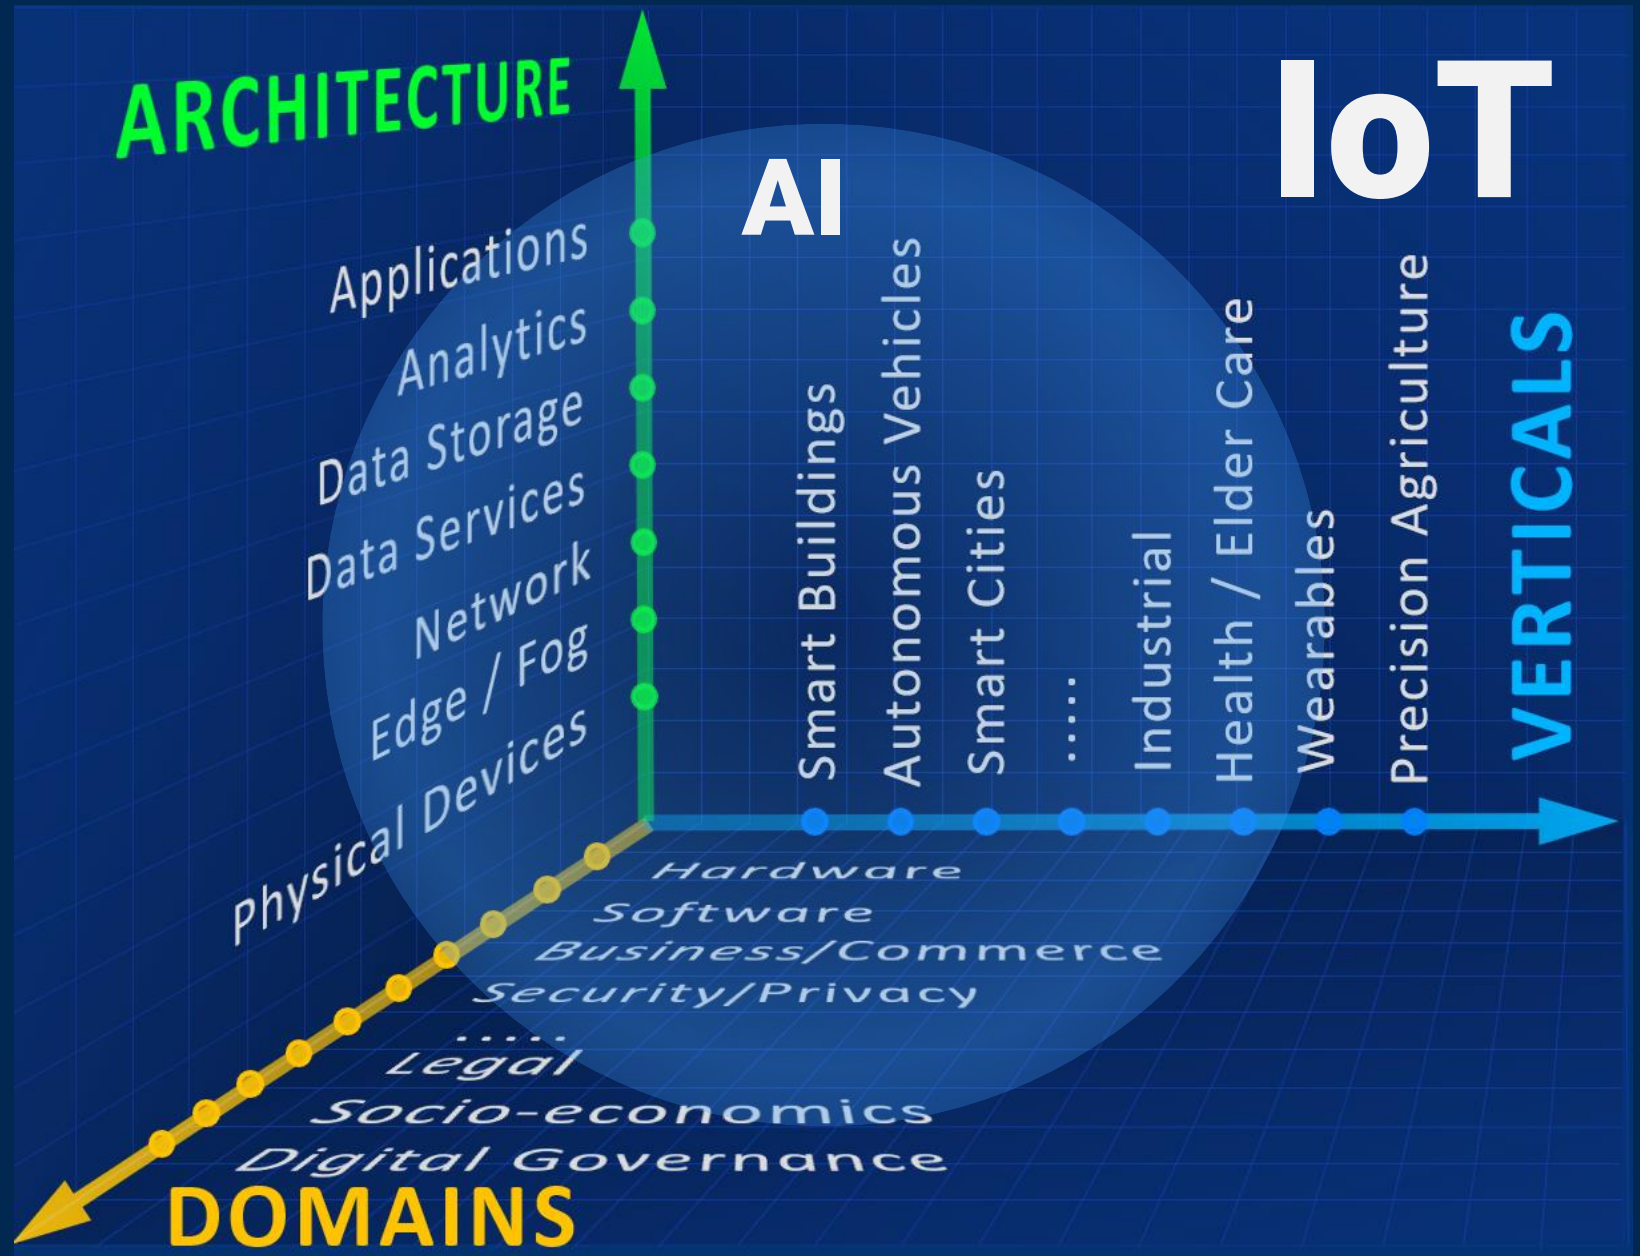 ARCHITECTURE
IoT
AI
Applications
Analytics
Data Storage
Data Services
Network
Edge / Fog
Physical Devices
Smart Buildings
Autonomous Vehicles
Smart Cities
.....
Industrial
Health / Elder Care
Wearables
Precision Agriculture
VERTICALS
Hardware
Software
Business/Commerce
Security/Privacy
.....
Legal
Socio-economics
Digital Governance
DOMAINS